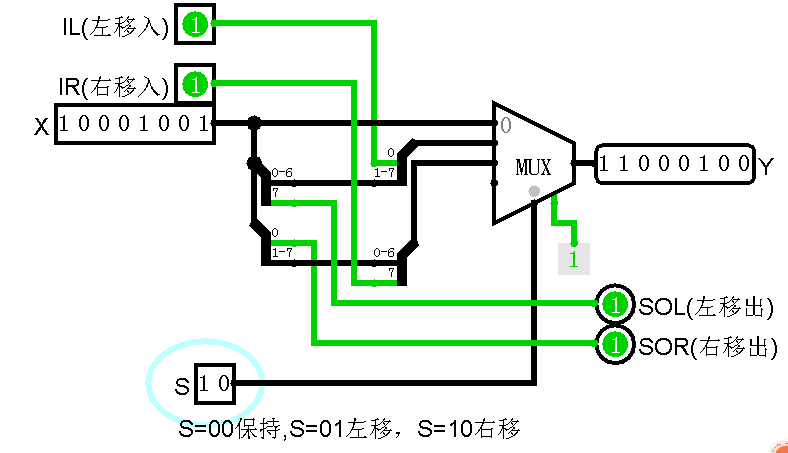 IL(左移入) 1
IR(右移入) 1
X 1 0 0 0 1 0 0 1
0
0
0-6
1-7
7
MUX
1 1 0 0 0 1 0 0 Y
0
1-7
0-6
7
1
1 SOL(左移出)
1 SOR(右移出)
S 1 0
S=00保持,S=01左移，S=10右移